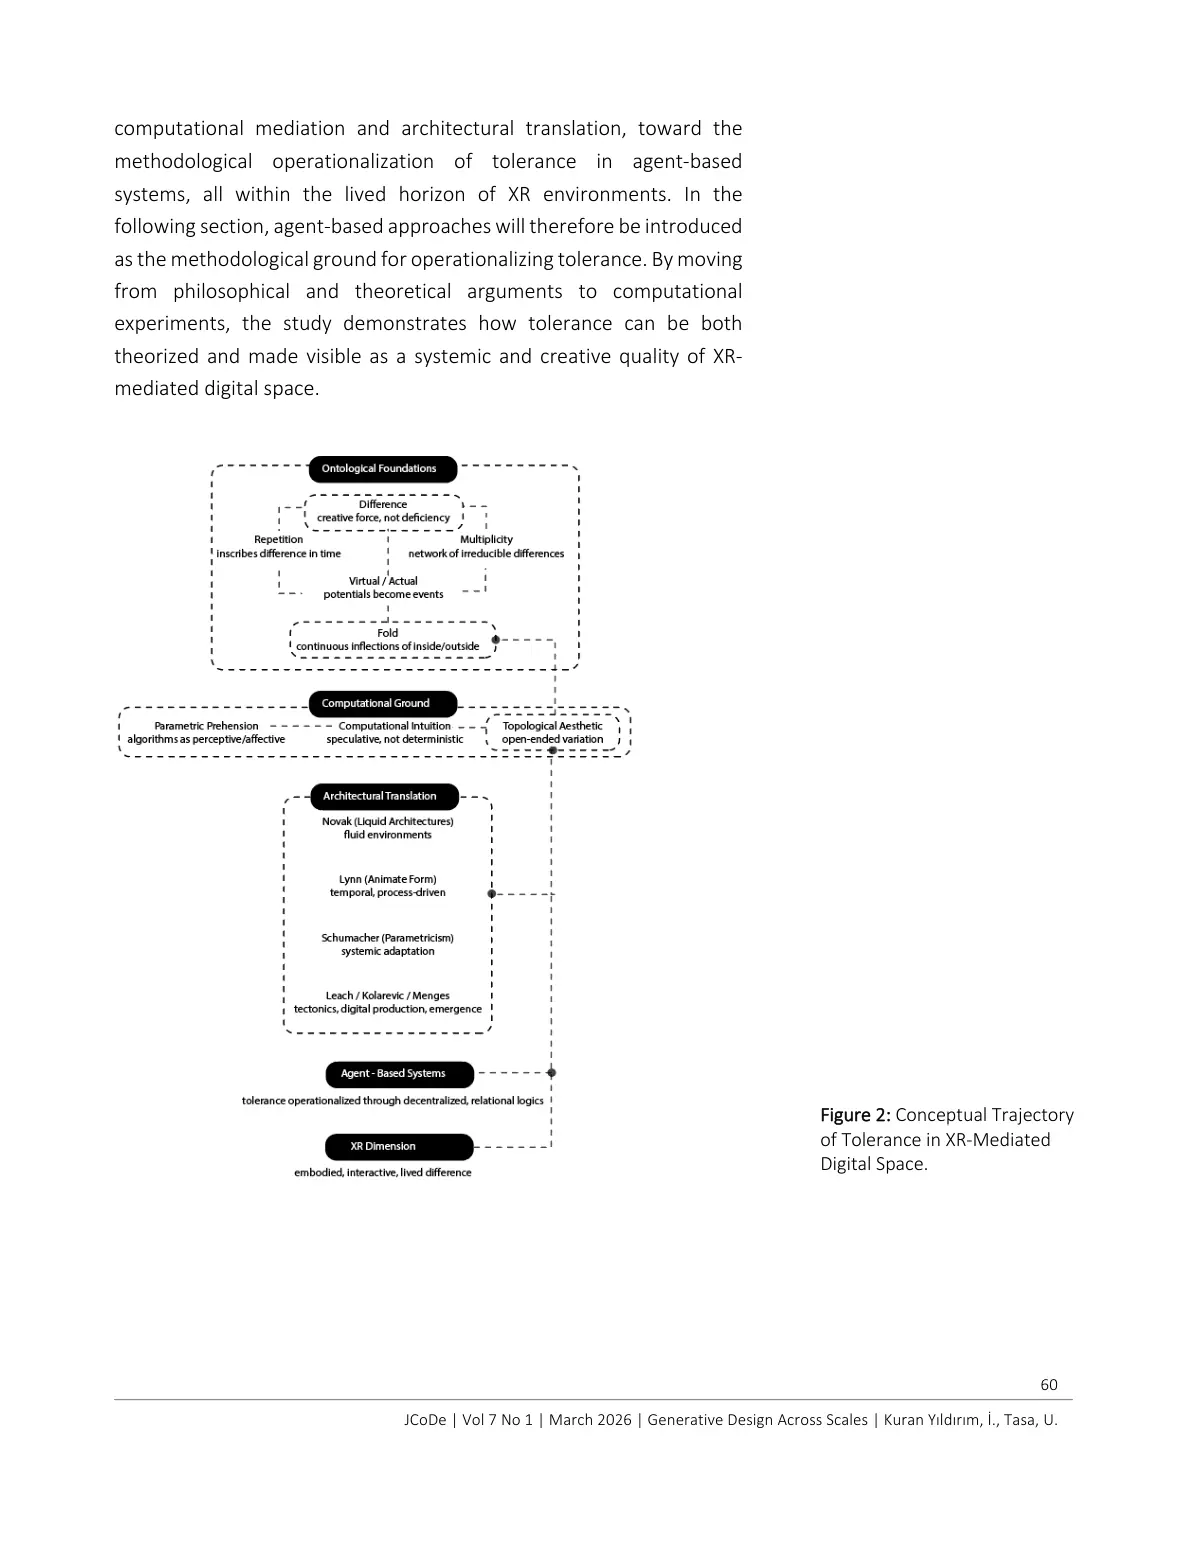 computational mediation and architectural translation, toward the
methodological operationalization of tolerance in agent-based
systems, all within the lived horizon of XR environments. In the
following section, agent-based approaches will therefore be introduced
as the methodological ground for operationalizing tolerance. By moving
from philosophical and theoretical arguments to computational
experiments, the study demonstrates how tolerance can be both
theorized and made visible as a systemic and creative quality of XR-
mediated digital space.
Ontological Foundations
Difference
creative force, not deficiency
Repetition
inscribes difference in time
Multiplicity
network of irreducible differences
Virtual / Actual
potentials become events
Fold
continuous inflections of inside/outside
Computational Ground
Parametric Prehension
algorithms as perceptive/affective
Computational Intuition
speculative, not deterministic
Topological Aesthetic
open-ended variation
Architectural Translation
Novak (Liquid Architectures)
fluid environments
Lynn (Animate Form)
temporal, process-driven
Schumacher (Parametricism)
systemic adaptation
Leach / Kolarevic / Menges
tectonics, digital production, emergence
Agent - Based Systems
tolerance operationalized through decentralized, relational logics
XR Dimension
embodied, interactive, lived difference
Figure 2: Conceptual Trajectory
of Tolerance in XR-Mediated
Digital Space.
60
JCoDe | Vol 7 No 1 | March 2026 | Generative Design Across Scales | Kuran Yıldırım, İ., Tasa, U.